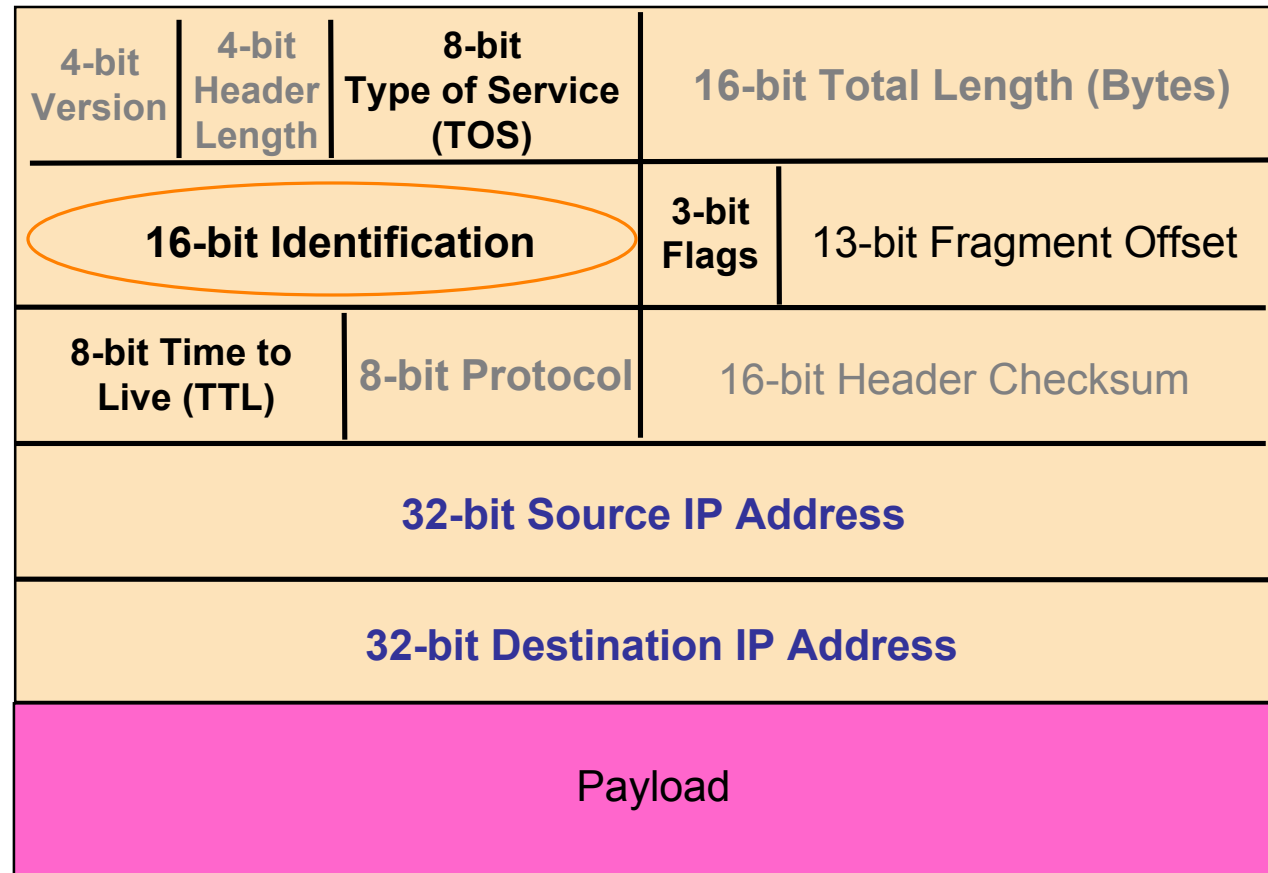 4-bit
Version
4-bit
Header
Length
8-bit
Type of Service
(TOS)
16-bit Total Length (Bytes)
16-bit Identification
3-bit
Flags
13-bit Fragment Offset
8-bit Time to
Live (TTL)
8-bit Protocol
16-bit Header Checksum
32-bit Source IP Address
32-bit Destination IP Address
Payload